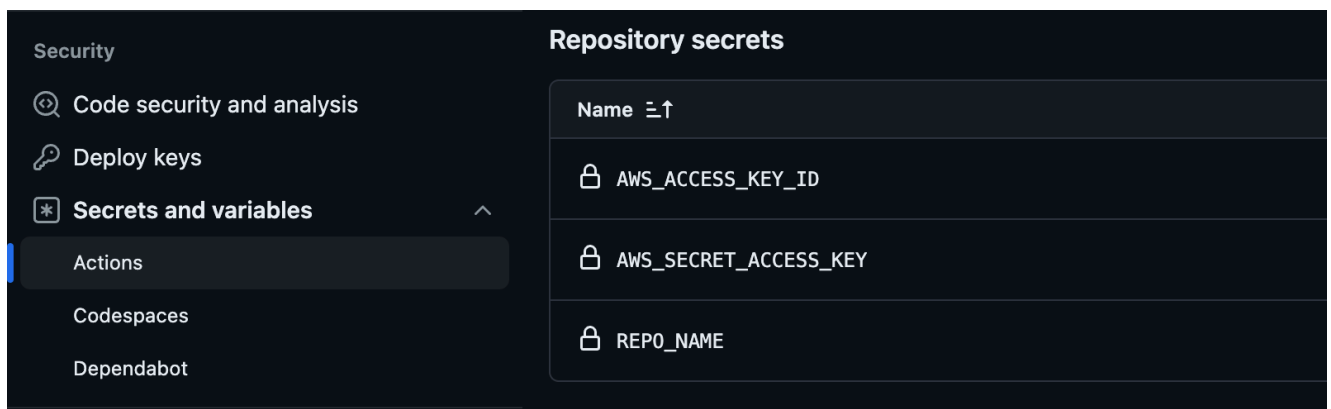 Security
Code security and analysis
Deploy keys
Secrets and variables
Actions
Codespaces
Dependabot
Repository secrets
Name
AWS_ACCESS_KEY_ID
AWS_SECRET_ACCESS_KEY
REPO_NAME